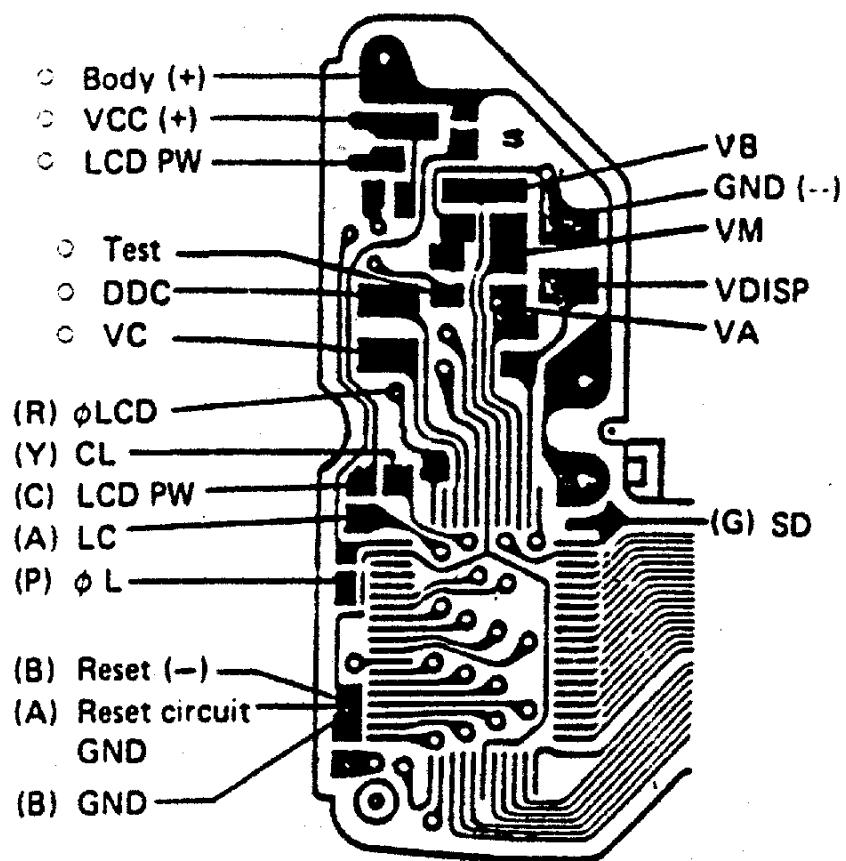 Body (+)
VCC (+)
LCD PW
VB
GND (--)
VM
Test
DDC
VC
VDISP
VA
(R) φLCD
(Y) CL
(C) LCD PW
(A) LC
(G) SD
(P) φ L
(B) Reset (—)
(A) Reset circuit
GND
(B) GND